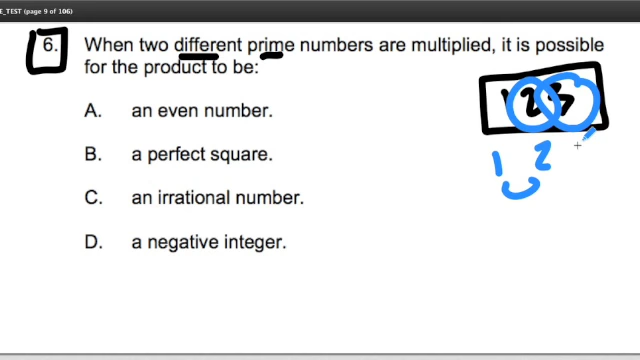 E_TEST (page 9 of 106)
6. When two different prime numbers are multiplied, it is possible
for the product to be:
1 2 3
A. an even number.
B. a perfect square.
1 2
C. an irrational number.
D. a negative integer.